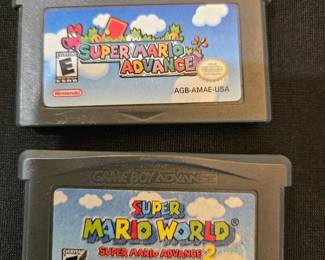 SUPER MARIO
ADVANCE
E
Nintendo
AGB-AMAE-USA
GAME BOY ADVANCE
SUPER
MARIO WORLD®
SUPER MARIO ADVANCE 2